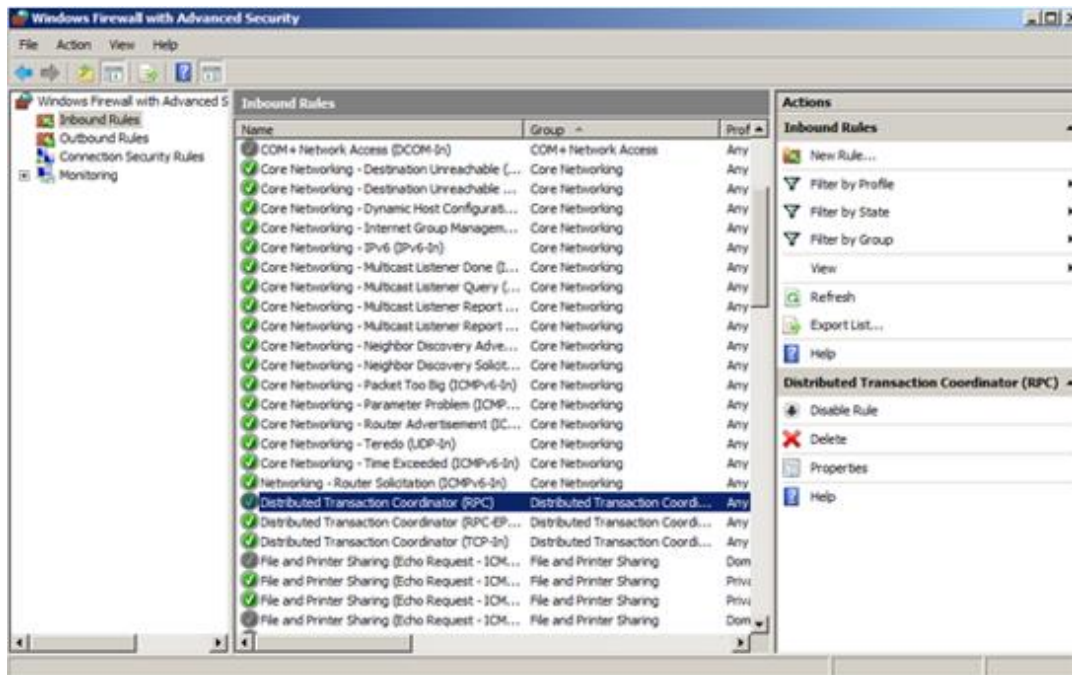 Windows Firewall with Advanced Security
File Action View Help
Windows Firewall with Advanced S
Inbound Rules
Outbound Rules
Connection Security Rules
Monitoring
Inbound Rules
Name Group Prof
COM+ Network Access (DCOM-In) COM+ Network Access Any
Core Networking - Destination Unreachable (... Core Networking Any
Core Networking - Destination Unreachable ... Core Networking Any
Core Networking - Dynamic Host Configurati... Core Networking Any
Core Networking - Internet Group Managem... Core Networking Any
Core Networking - IPv6 (IPv6-In) Core Networking Any
Core Networking - Multicast Listener Done (I... Core Networking Any
Core Networking - Multicast Listener Query (... Core Networking Any
Core Networking - Multicast Listener Report ... Core Networking Any
Core Networking - Multicast Listener Report ... Core Networking Any
Core Networking - Neighbor Discovery Adve... Core Networking Any
Core Networking - Neighbor Discovery Solicit... Core Networking Any
Core Networking - Packet Too Big (ICMPv6-In) Core Networking Any
Core Networking - Parameter Problem (ICMP... Core Networking Any
Core Networking - Router Advertisement (IC... Core Networking Any
Core Networking - Teredo (UDP-In) Core Networking Any
Core Networking - Time Exceeded (ICMPv6-In) Core Networking Any
Networking - Router Solicitation (ICMPv6-In) Core Networking Any
Distributed Transaction Coordinator (RPC) Distributed Transaction Coordi... Any
Distributed Transaction Coordinator (RPC-EP... Distributed Transaction Coordi... Any
Distributed Transaction Coordinator (TCP-In) Distributed Transaction Coordi... Any
File and Printer Sharing (Echo Request - ICM... File and Printer Sharing Dom
File and Printer Sharing (Echo Request - ICM... File and Printer Sharing Priva
File and Printer Sharing (Echo Request - ICM... File and Printer Sharing Priva
File and Printer Sharing (Echo Request - ICM... File and Printer Sharing Dom
Actions
Inbound Rules
New Rule...
Filter by Profile
Filter by State
Filter by Group
View
Refresh
Export List...
Help
Distributed Transaction Coordinator (RPC)
Disable Rule
Delete
Properties
Help